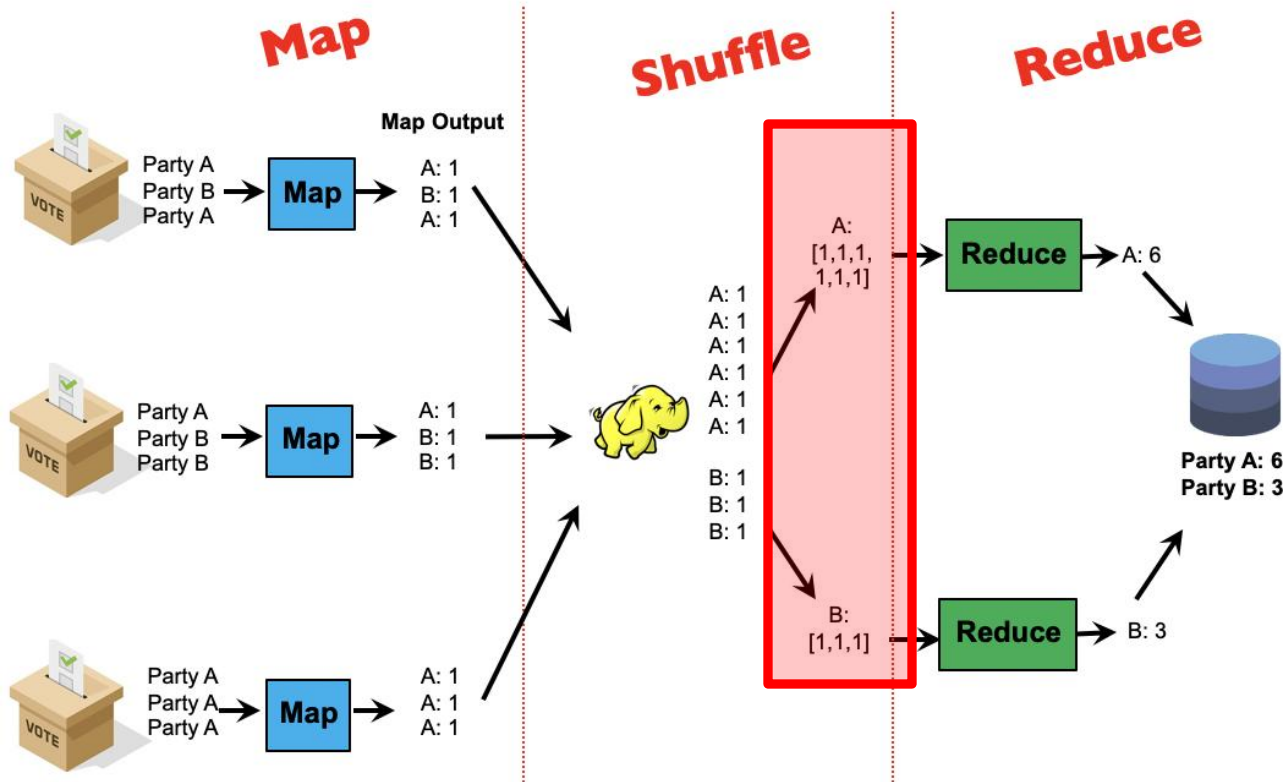 Map
Shuffle
Reduce
Map Output
VOTE
Party A
Party B
Party A
Map
A: 1
B: 1
A: 1
VOTE
Party A
Party B
Party B
Map
A: 1
B: 1
B: 1
VOTE
Party A
Party A
Party A
Map
A: 1
A: 1
A: 1
A: 1
A: 1
A: 1
A: 1
A: 1
A: 1
B: 1
B: 1
B: 1
A:
[1,1,1,
1,1,1]
B:
[1,1,1]
Reduce
A: 6
Reduce
B: 3
Party A: 6
Party B: 3